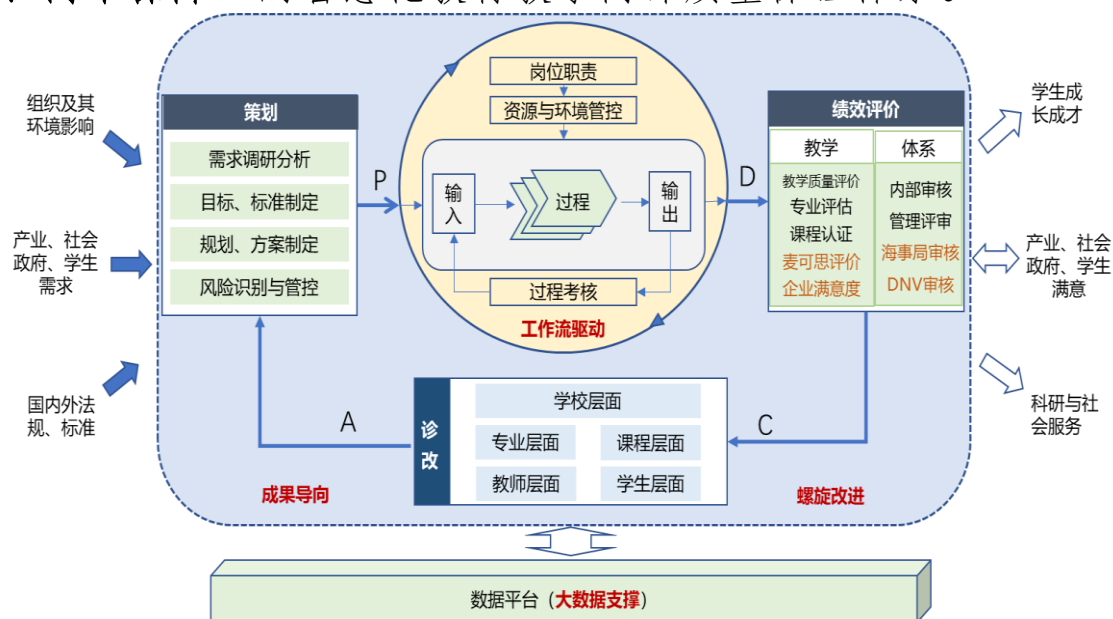 组织及其
环境影响
产业、社会
政府、学生
需求
国内外法
规、标准
策划
需求调研分析
目标、标准制定
规划、方案制定
风险识别与管控
P
岗位职责
资源与环境管控
输
入
过程
输
出
过程考核
工作流驱动
D
绩效评价
教学
教学质量评价
专业评估
课程认证
麦可思评价
企业满意度
体系
内部审核
管理评审
海事局审核
DNV审核
学生成
长成才
产业、社会
政府、学生
满意
科研与社
会服务
A
诊
改
学校层面
专业层面
课程层面
教师层面
学生层面
C
成果导向
螺旋改进
数据平台（大数据支撑）